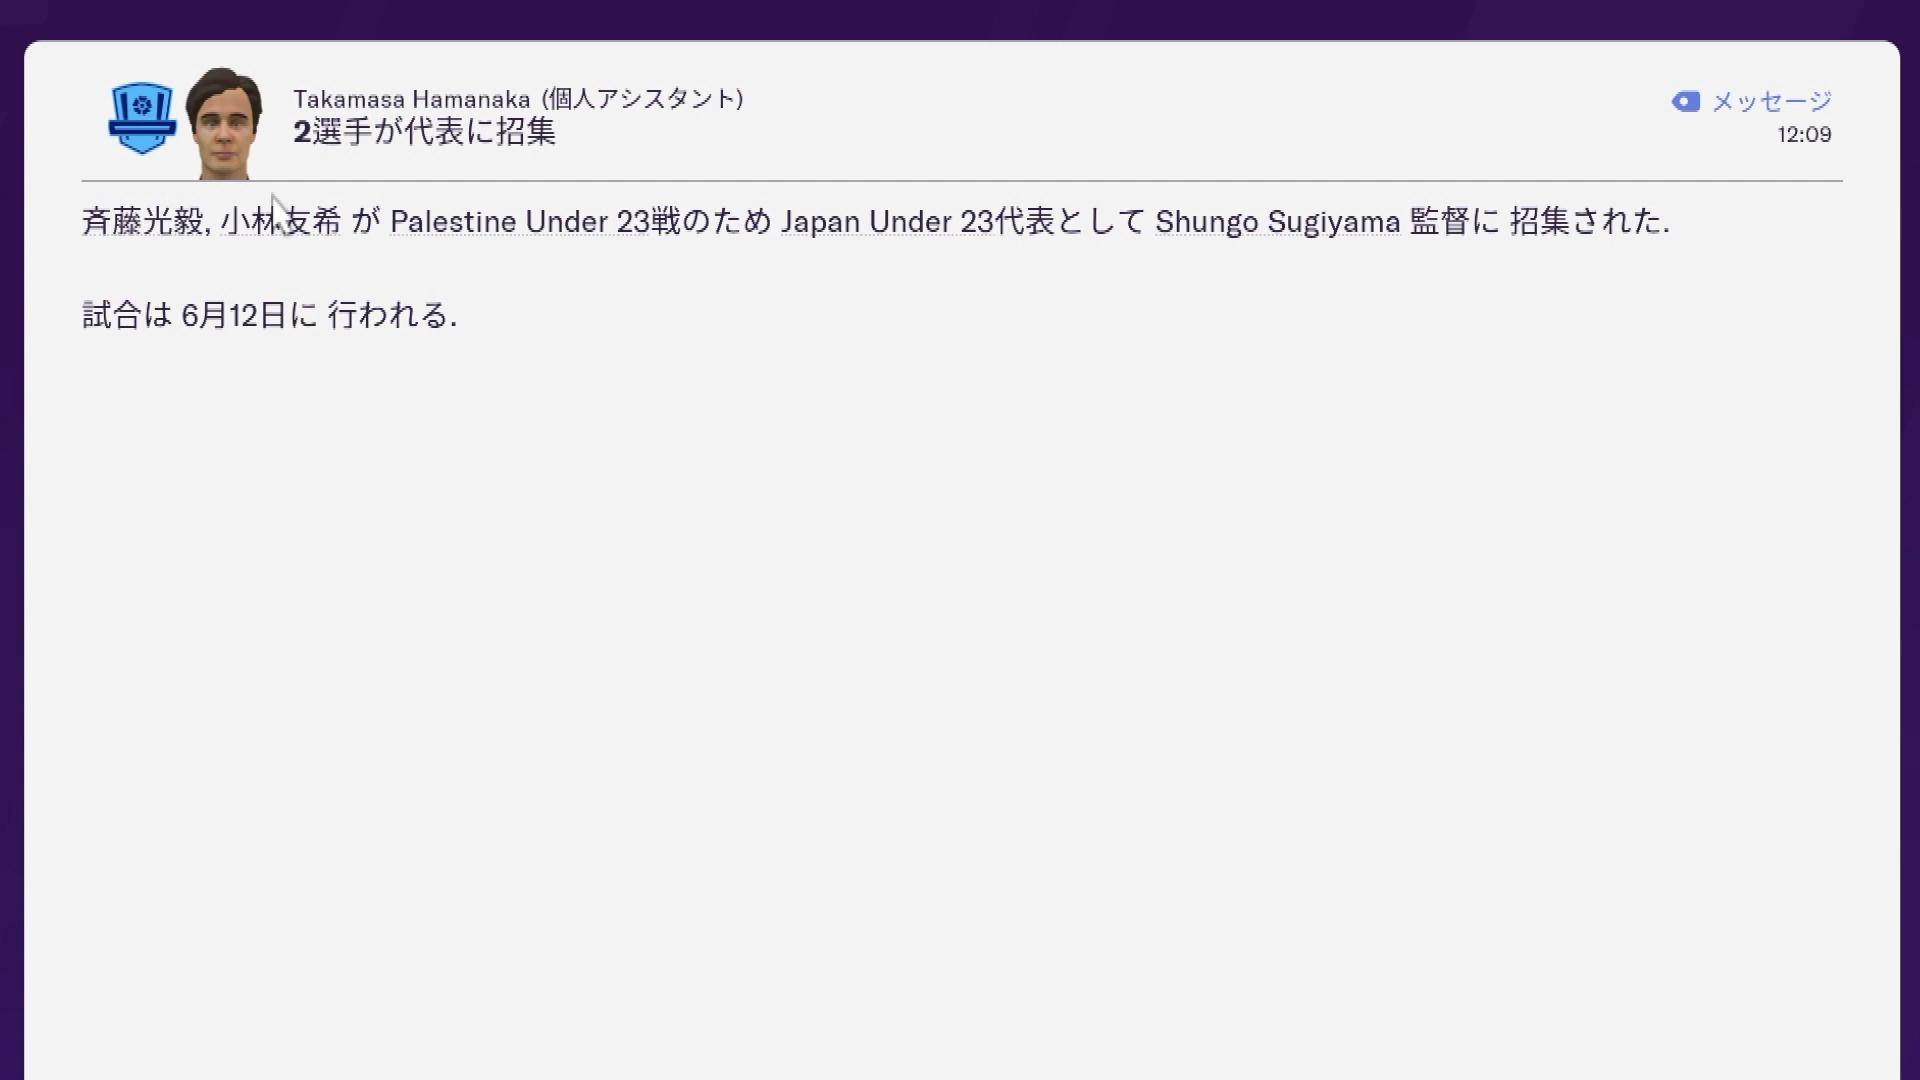 Takamasa Hamanaka (個人アシスタント)
2選手が代表に招集
メッセージ
12:09
斉藤光毅, 小林友希 が Palestine Under 23戦のため Japan Under 23代表として Shungo Sugiyama 監督に 招集された.
試合は 6月12日に 行われる.